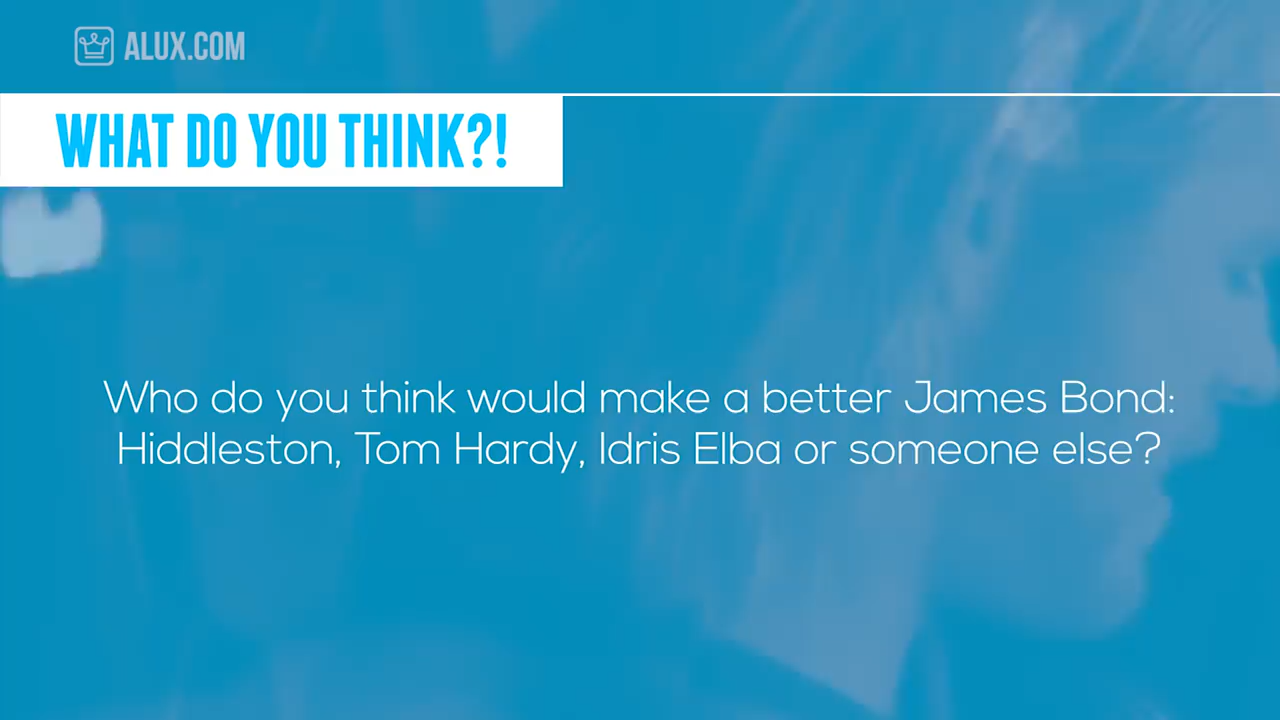 ALUX.COM
WHAT DO YOU THINK?!
Who do you think would make a better James Bond:
Hiddleston, Tom Hardy, Idris Elba or someone else?